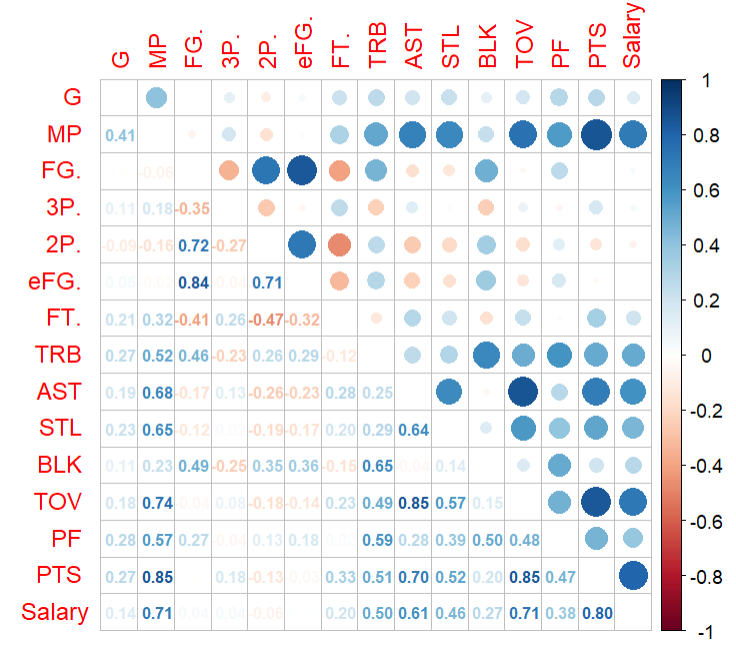 G MP FG. 3P. 2P. eFG. FT. TRB AST STL BLK TOV PF PTS Salary
G 1
MP 0.41 0.8
FG. -0.06
3P. 0.11 0.18 -0.35 0.6
2P. -0.09 -0.16 0.72 -0.27 0.4
eFG. 0.84 0.71
FT. 0.21 0.32 -0.41 0.26 -0.47 -0.32 0.2
TRB 0.27 0.52 0.46 -0.23 0.26 0.29 -0.12 0
AST 0.19 0.68 -0.17 0.13 -0.26 -0.23 0.28 0.25 -0.2
STL 0.23 0.65 -0.12 -0.19 -0.17 0.20 0.29 0.64
BLK 0.11 0.23 0.49 -0.25 0.35 0.36 -0.15 0.65 -0.04 0.14 -0.4
TOV 0.18 0.74 -0.04 0.08 -0.18 -0.14 0.23 0.49 0.85 0.57 0.15
PF 0.28 0.57 0.27 -0.04 0.13 0.18 0.59 0.28 0.39 0.50 0.48 -0.6
PTS 0.27 0.85 0.18 -0.13 -0.03 0.33 0.51 0.70 0.52 0.20 0.85 0.47 -0.8
Salary 0.14 0.71 -0.04 -0.04 -0.06 0.20 0.50 0.61 0.46 0.27 0.71 0.38 0.80 -1